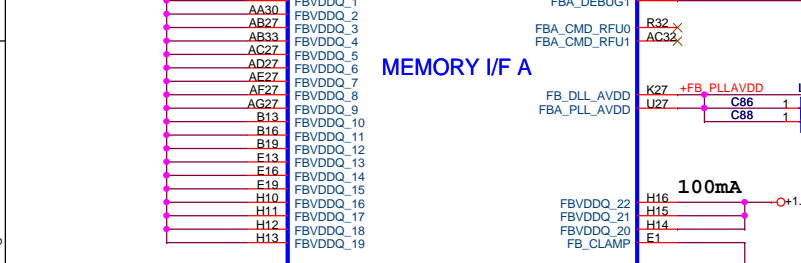 FBVDDQ_1 FBA_DEBUG1
AA30 FBVDDQ_2
AB27 FBVDDQ_3 FBA_CMD_RFU0 R32
AB33 FBVDDQ_4 FBA_CMD_RFU1 AC32
AC27 FBVDDQ_5
AD27 FBVDDQ_6 MEMORY I/F A
AE27 FBVDDQ_7
AF27 FBVDDQ_8 FB_DLL_AVDD K27 +FB_PLLAVDD
AG27 FBVDDQ_9 FBA_PLL_AVDD U27 C86 1
B13 FBVDDQ_10 C88 1
B16 FBVDDQ_11
B19 FBVDDQ_12
E13 FBVDDQ_13
E16 FBVDDQ_14
E19 FBVDDQ_15 100mA
H10 FBVDDQ_16 FBVDDQ_22 H16 +1.
H11 FBVDDQ_17 FBVDDQ_21 H15
H12 FBVDDQ_18 FBVDDQ_20 H14
H13 FBVDDQ_19 FB_CLAMP E1